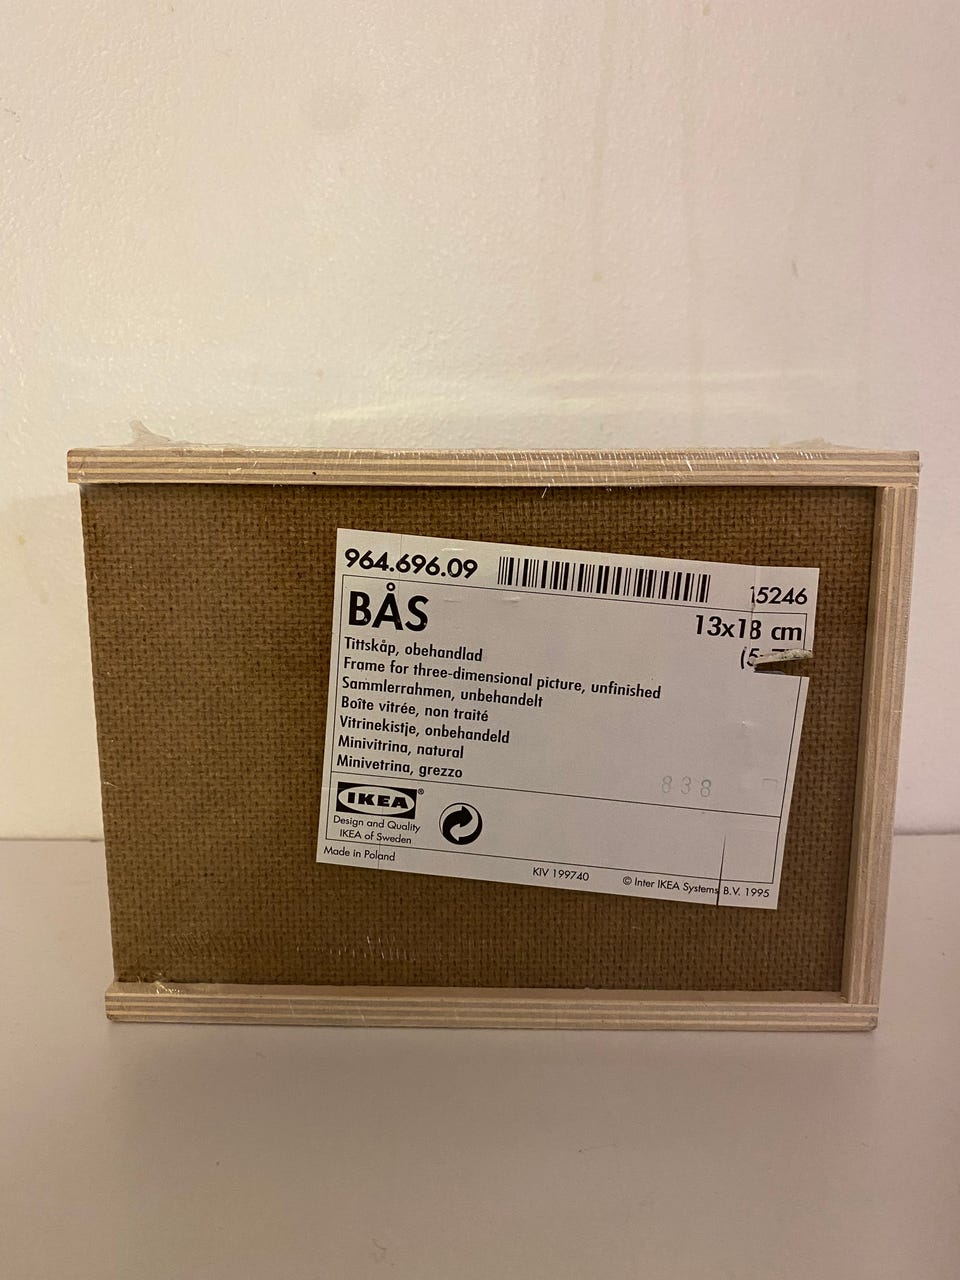 964.696.09
15246
BÅS
13x18 cm
Tittskåp, obehandlad
Frame for three-dimensional picture, unfinished
Sammlerrahmen, unbehandelt
Boîte vitrée, non traité
Vitrinekistje, onbehandeld
Minivitrina, natural
Minivetrina, grezzo
838
IKEA®
Design and Quality
IKEA of Sweden
Made in Poland
KIV 199740
© Inter IKEA Systems B.V. 1995